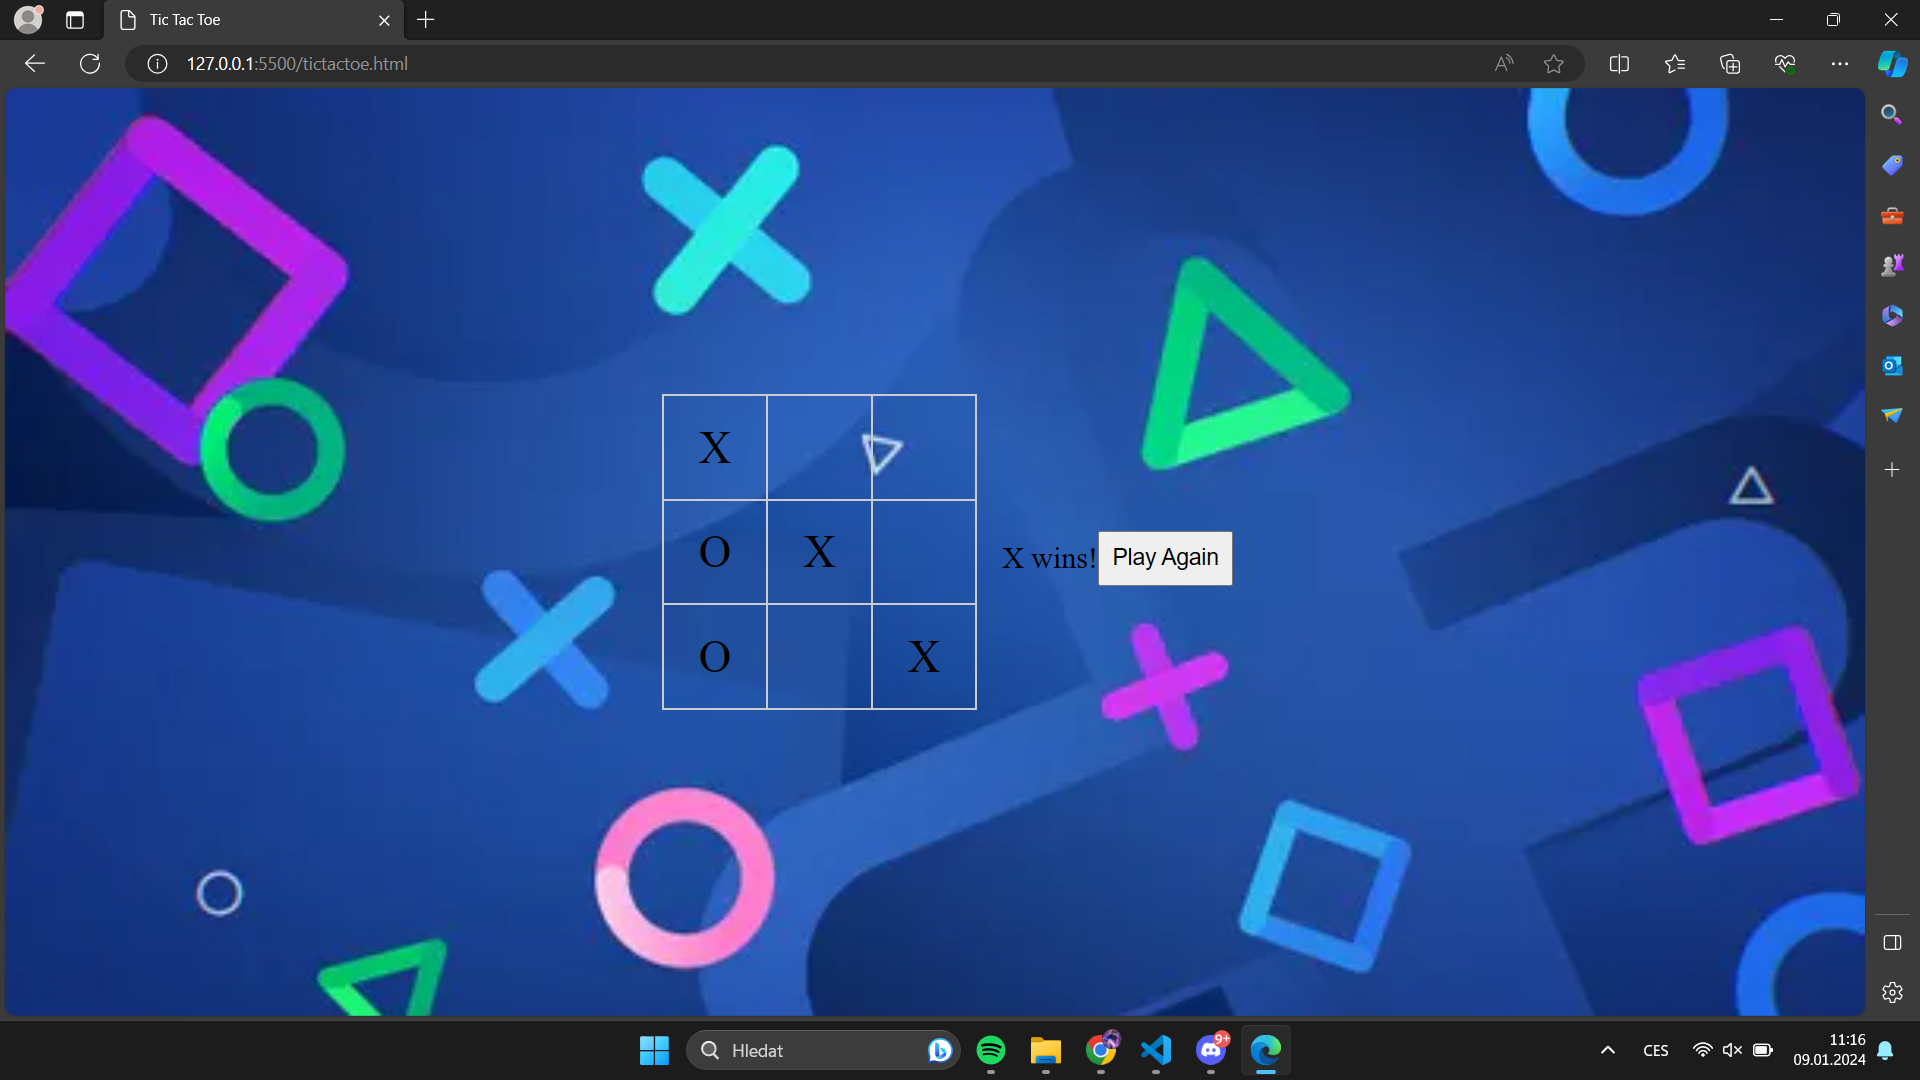 Tic Tac Toe
127.0.0.1:5500/tictactoe.html
X
O X
O X
X wins! Play Again
Hledat
9+
CES
11:16
09.01.2024